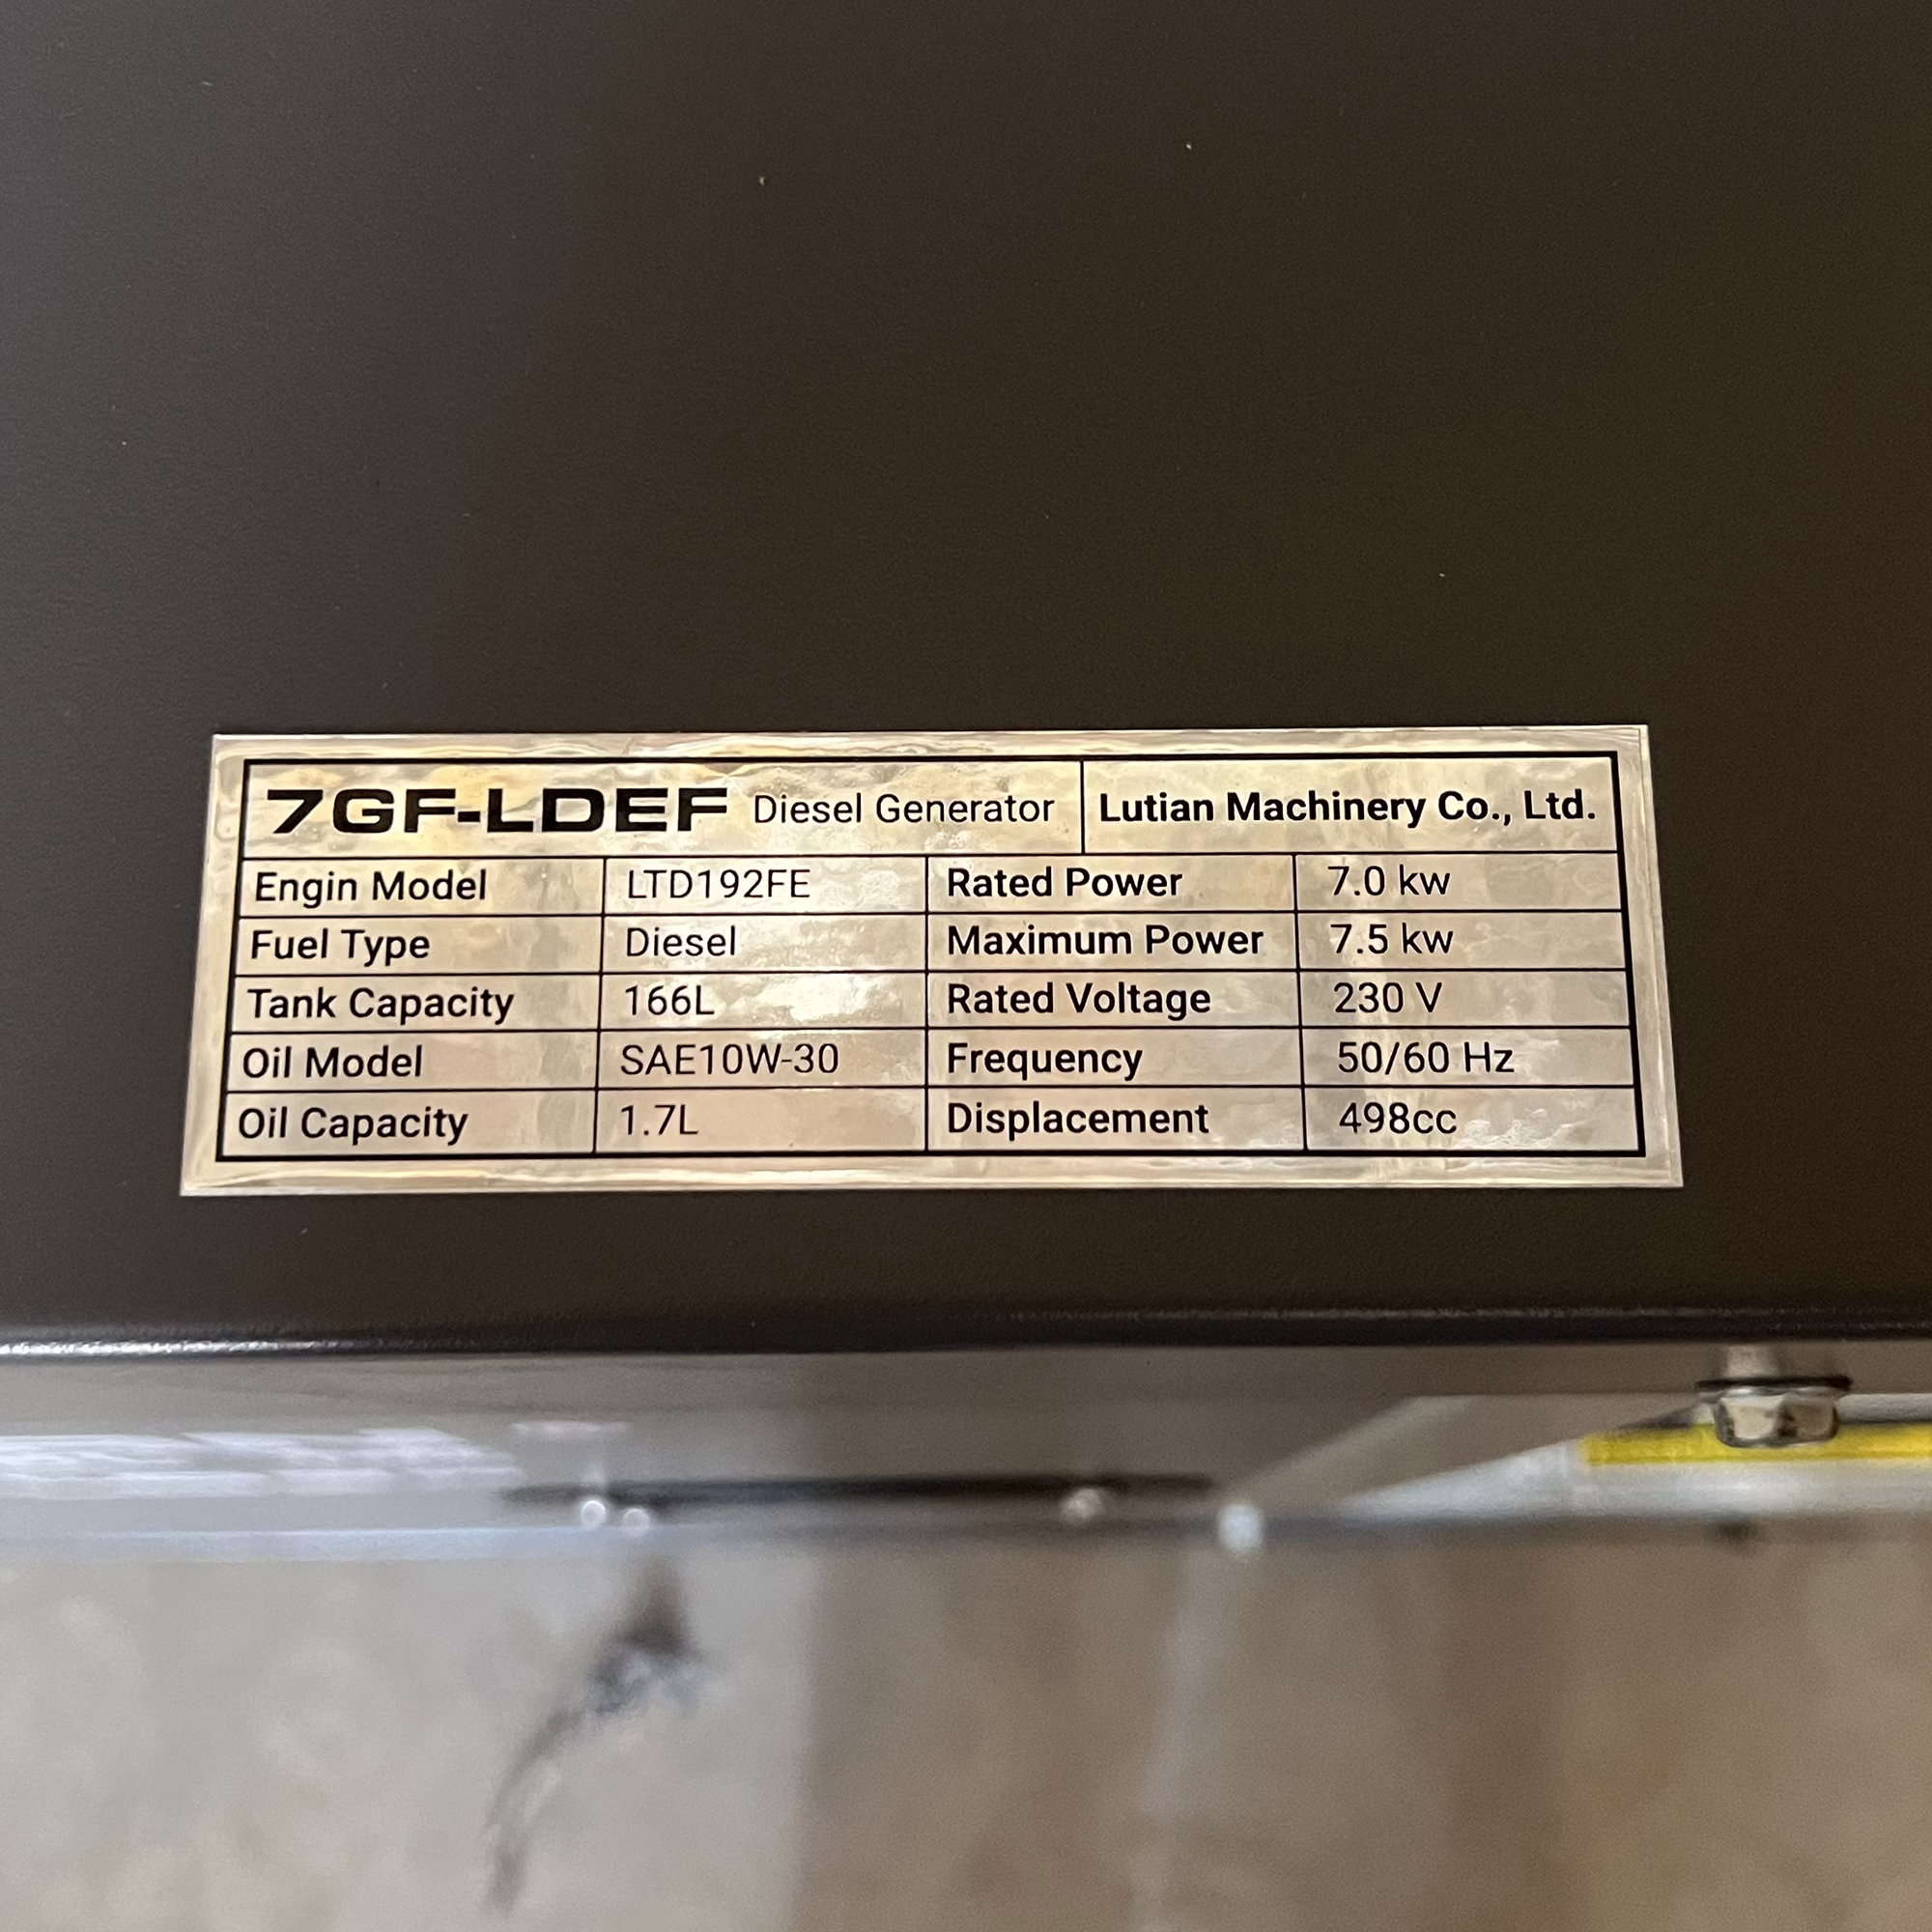 7GF-LDEF Diesel Generator Lutian Machinery Co., Ltd.
Engin Model LTD192FE Rated Power 7.0 kw
Fuel Type Diesel Maximum Power 7.5 kw
Tank Capacity 166L Rated Voltage 230 V
Oil Model SAE10W-30 Frequency 50/60 Hz
Oil Capacity 1.7L Displacement 498cc